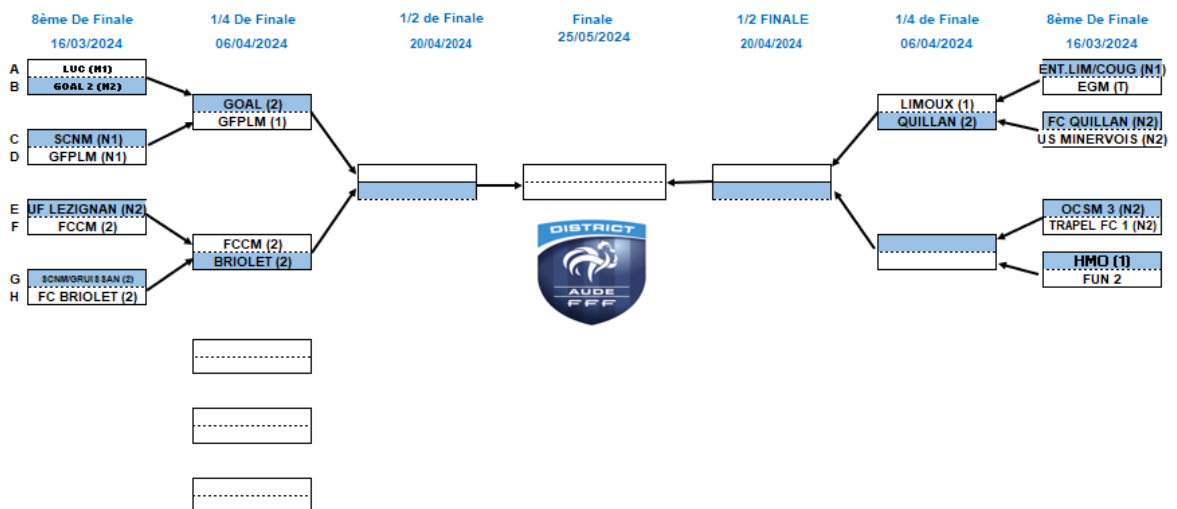 8ème De Finale
1/4 De Finale
1/2 de Finale
Finale
1/2 FINALE
1/4 de Finale
8ème De Finale
16/03/2024
06/04/2024
20/04/2024
25/05/2024
20/04/2024
06/04/2024
16/03/2024
A LUC (N1)
B GOAL 2 (N2)
C SCNM (N1)
D GFPLM (N1)
E UF LEZIGNAN (N2)
F FCCM (2)
G SCNM/GRUISSAN (2)
H FC BRIOLET (2)
GOAL (2)
GFPLM (1)
FCCM (2)
BRIOLET (2)
DISTRICT
AUDE
FFF
LIMOUX (1)
QUILLAN (2)
ENT.LIM/COUG (N1)
EGM (T)
FC QUILLAN (N2)
US MINERVOIS (N2)
OCSM 3 (N2)
TRAPEL FC 1 (N2)
HMO (1)
FUN 2